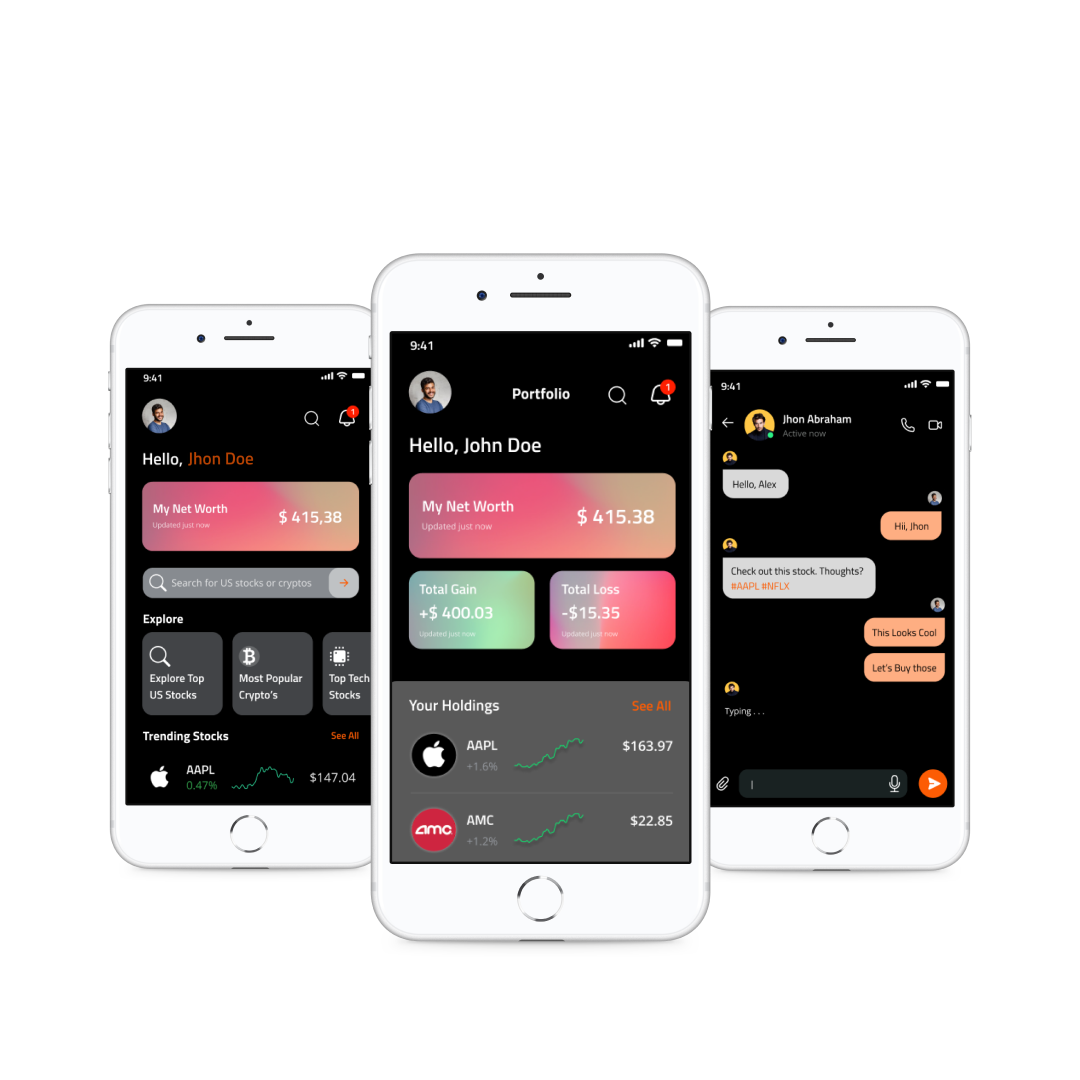 9:41
1
Hello, Jhon Doe
My Net Worth
Updated just now
$ 415,38
Search for US stocks or cryptos
Explore
Explore Top
US Stocks
Most Popular
Crypto's
Top Tech
Stocks
Trending Stocks
See All
AAPL
0.47%
$147.04
9:41
Portfolio
1
Hello, John Doe
My Net Worth
Updated just now
$ 415.38
Total Gain
+$ 400.03
Updated just now
Total Loss
-$15.35
Updated just now
Your Holdings
See All
AAPL
+1.6%
$163.97
amc
AMC
+1.2%
$22.85
9:41
Jhon Abraham
Active now
Hello, Alex
Hii, Jhon
Check out this stock. Thoughts?
#AAPL #NFLX
This Looks Cool
Let's Buy those
Typing . . .